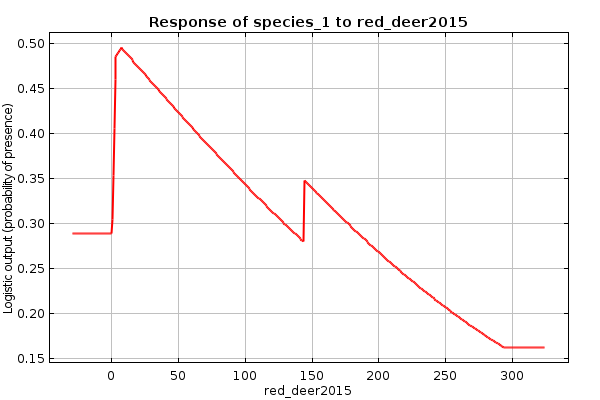 Response of species_1 to red_deer2015
Logistic output (probability of presence)
0.50
0.45
0.40
0.35
0.30
0.25
0.20
0.15
0 50 100 150 200 250 300
red_deer2015